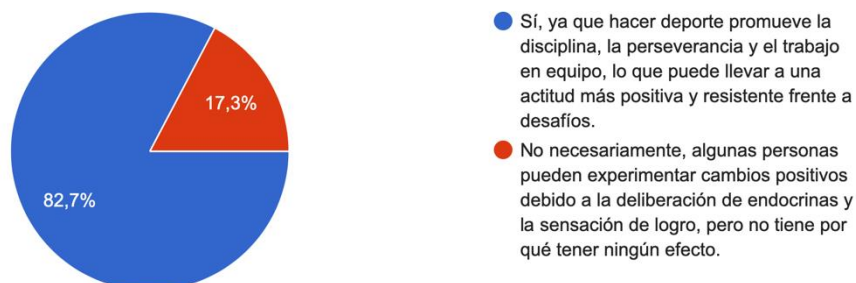 17,3%
82,7%
Sí, ya que hacer deporte promueve la
disciplina, la perseverancia y el trabajo
en equipo, lo que puede llevar a una
actitud más positiva y resistente frente a
desafíos.
No necesariamente, algunas personas
pueden experimentar cambios positivos
debido a la deliberación de endocrinas y
la sensación de logro, pero no tiene por
qué tener ningún efecto.